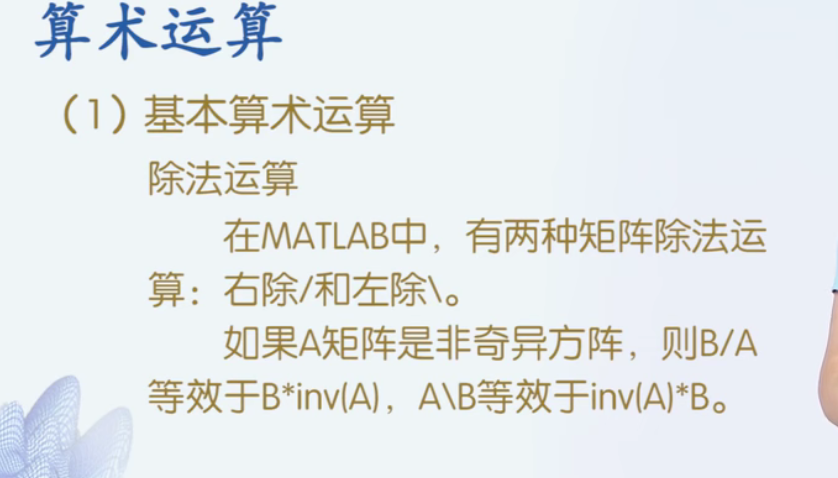 算术运算
（1）基本算术运算
除法运算
在MATLAB中，有两种矩阵除法运
算：右除/和左除\。
如果A矩阵是非奇异方阵，则B/A
等效于B*inv(A)，A\B等效于inv(A)*B。